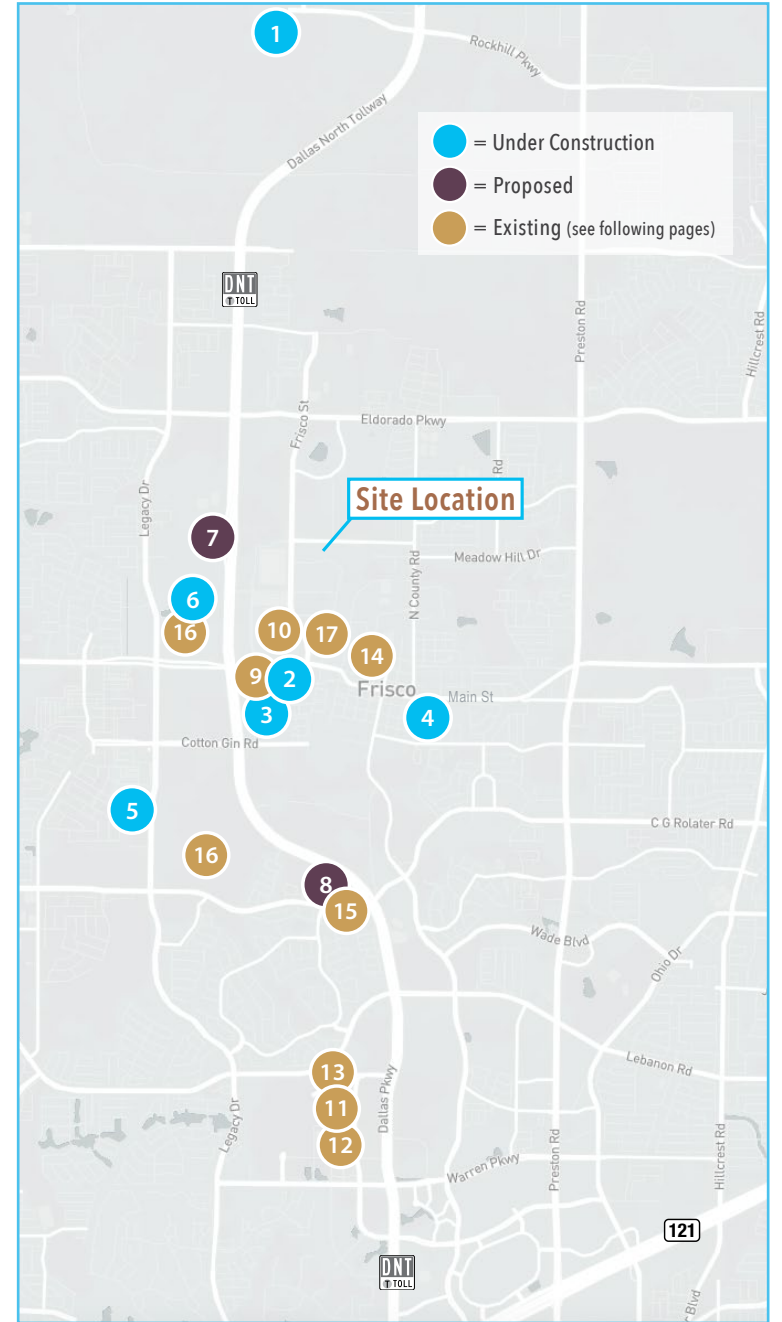 1
Rockhill Pkwy
Dallas North Tollway
= Under Construction
= Proposed
= Existing (see following pages)
DNT
T TOLL
Preston Rd
Hillcrest Rd
Frisco St
Eldorado Pkwy
Rd
Legacy Dr
Site Location
7
N County Rd
Meadow Hill Dr
6
16
10
17
14
9
2
Frisco
3
4
Main St
Cotton Gin Rd
5
C G Rolater Rd
16
8
15
Wade Blvd
Ohio Dr
13
Lebanon Rd
11
Dallas Pkwy
Legacy Dr
12
Warren Pkwy
Preston Rd
Hillcrest Rd
121
DNT
T TOLL
r Blvd